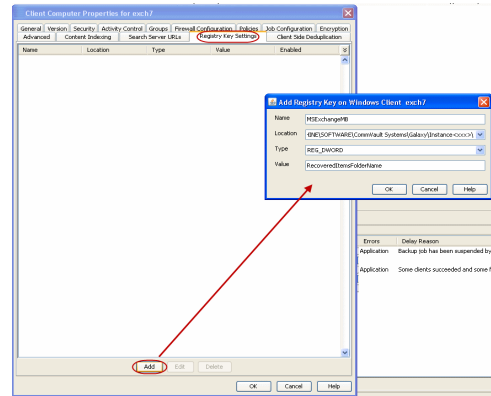 Client Computer Properties for exch7
General Version Security Activity Control Groups Firewall Configuration Policies Job Configuration Encryption
Advanced Content Indexing Search Server URLs Registry Key Settings Client Side Deduplication
Name Location Type Value Enabled
Add Registry Key on Windows Client exch7
Name MSExchangeMB
Location HINE\SOFTWARE\CommVault Systems\Galaxy\Instance<xxx>\
Type REG_DWORD
Value RecoveredItemsFolderName
OK Cancel Help
Errors Delay Reason
Application Backup job has been suspended by
Application Some clients succeeded and some
Add Edit Delete
OK Cancel Help